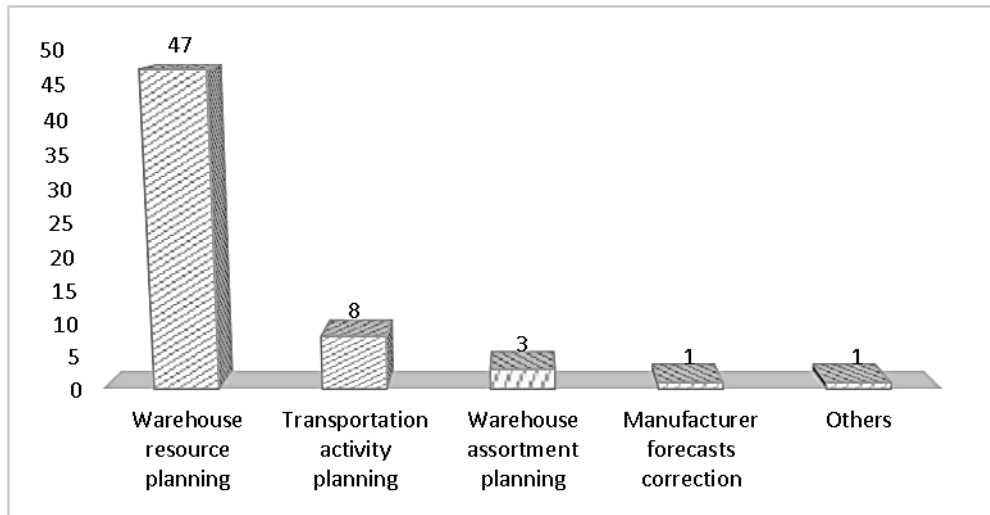 50
45
40
35
30
25
20
15
10
5
0
47
8
3
1
1
Warehouse
resource
planning
Transportation
activity
planning
Warehouse
assortment
planning
Manufacturer
forecasts
correction
Others